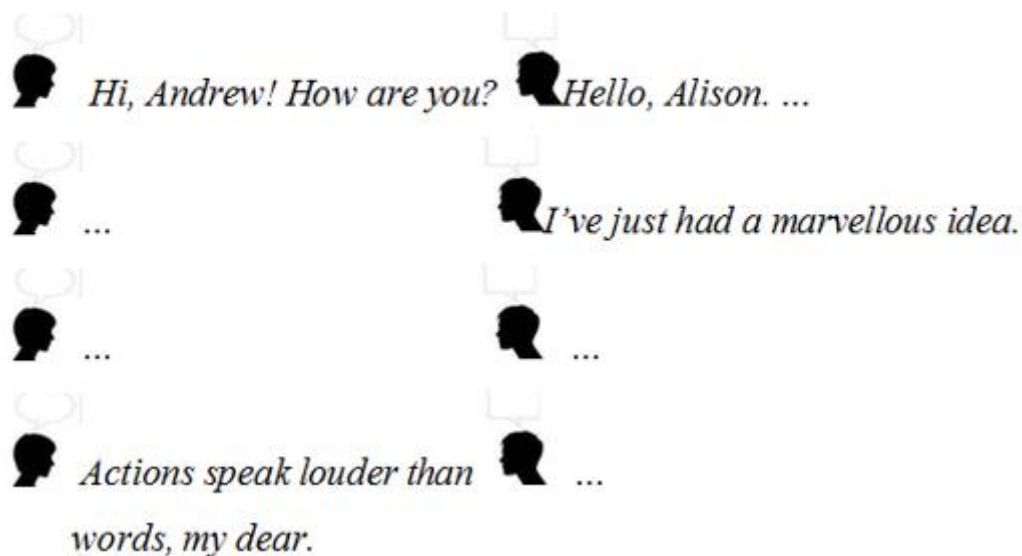 Hi, Andrew! How are you? Hello, Alison. ...
... I've just had a marvellous idea.
... ...
Actions speak louder than ...
words, my dear.